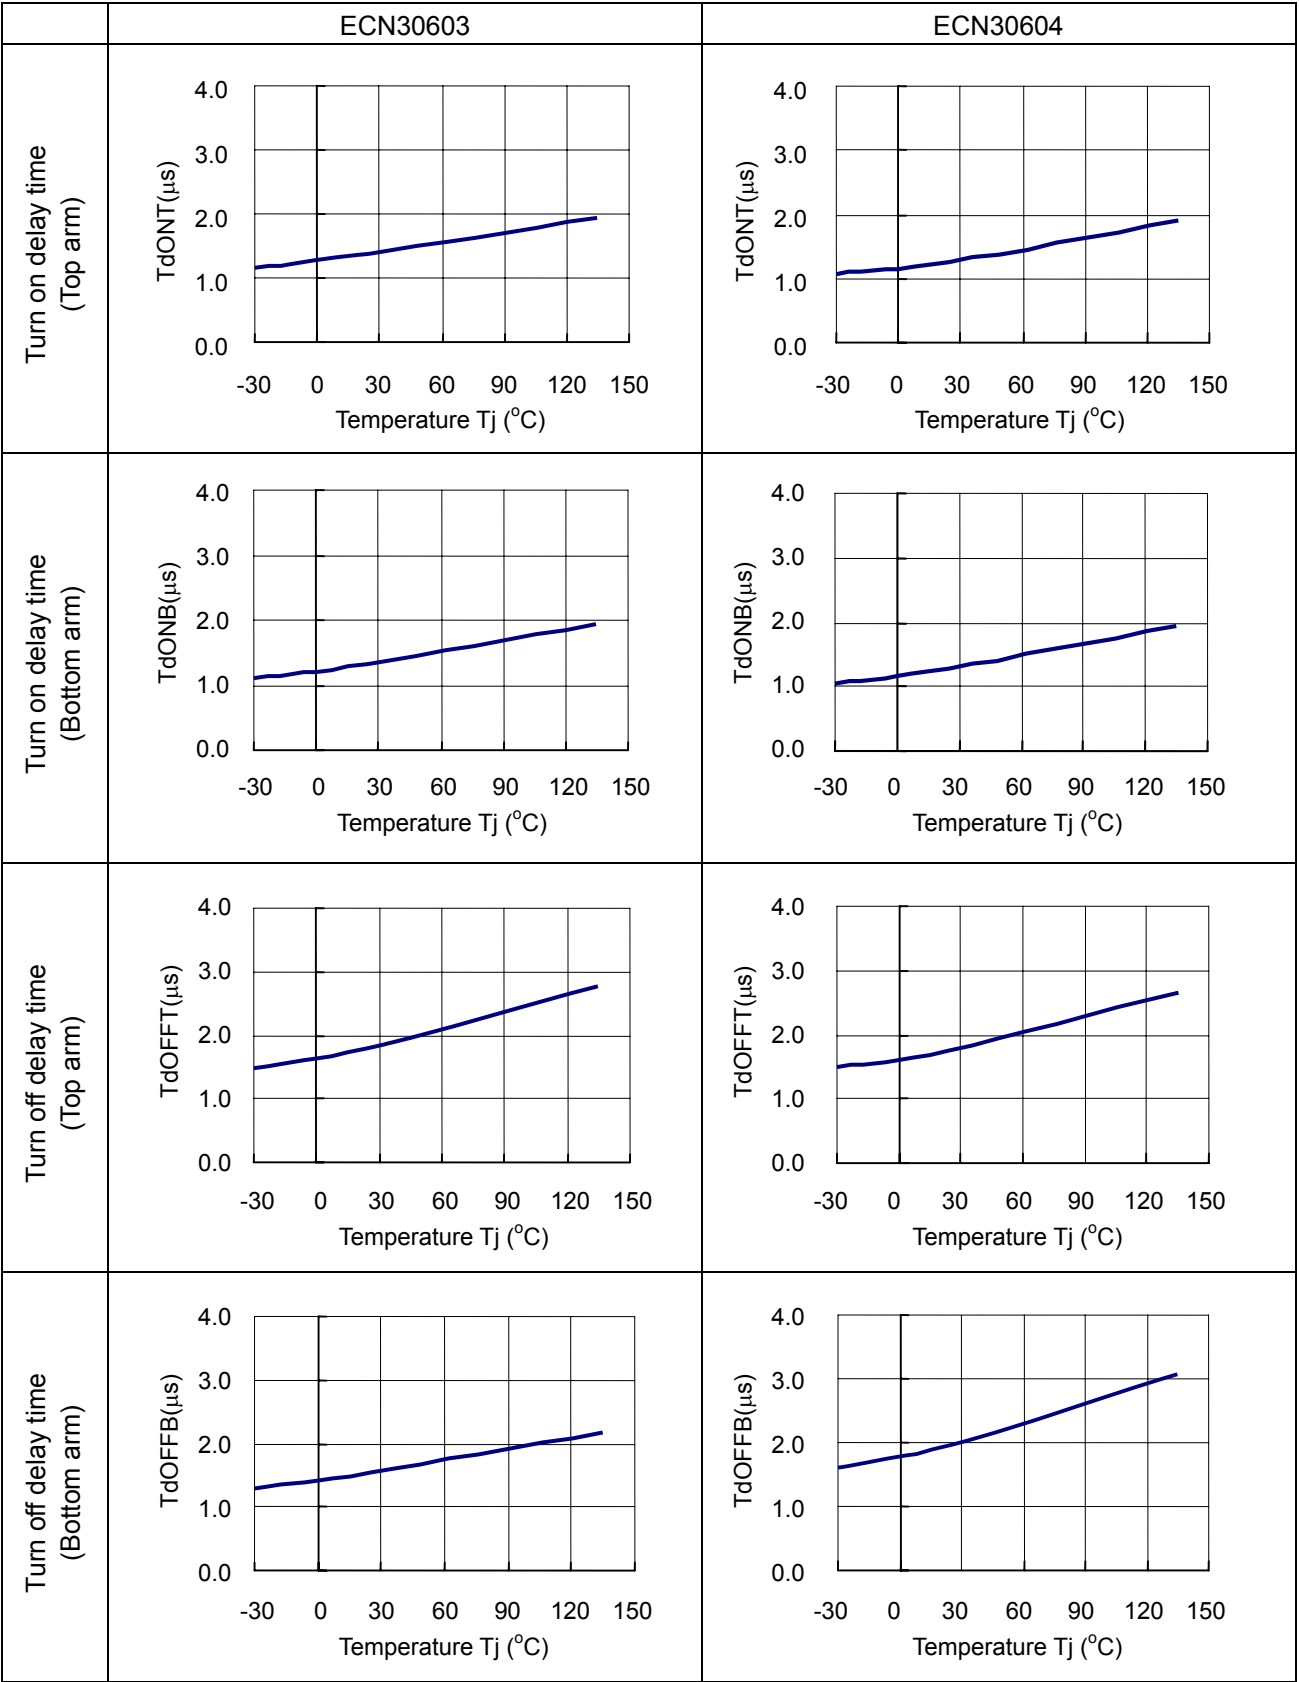 ECN30603
ECN30604
Turn on delay time
(Top arm)
TdONT(μs)
4.0
3.0
2.0
1.0
0.0
-30 0 30 60 90 120 150
Temperature Tj (°C)
TdONT(μs)
4.0
3.0
2.0
1.0
0.0
-30 0 30 60 90 120 150
Temperature Tj (°C)
Turn on delay time
(Bottom arm)
TdONB(μs)
4.0
3.0
2.0
1.0
0.0
-30 0 30 60 90 120 150
Temperature Tj (°C)
TdONB(μs)
4.0
3.0
2.0
1.0
0.0
-30 0 30 60 90 120 150
Temperature Tj (°C)
Turn off delay time
(Top arm)
TdOFFT(μs)
4.0
3.0
2.0
1.0
0.0
-30 0 30 60 90 120 150
Temperature Tj (°C)
TdOFFT(μs)
4.0
3.0
2.0
1.0
0.0
-30 0 30 60 90 120 150
Temperature Tj (°C)
Turn off delay time
(Bottom arm)
TdOFFB(μs)
4.0
3.0
2.0
1.0
0.0
-30 0 30 60 90 120 150
Temperature Tj (°C)
TdOFFB(μs)
4.0
3.0
2.0
1.0
0.0
-30 0 30 60 90 120 150
Temperature Tj (°C)